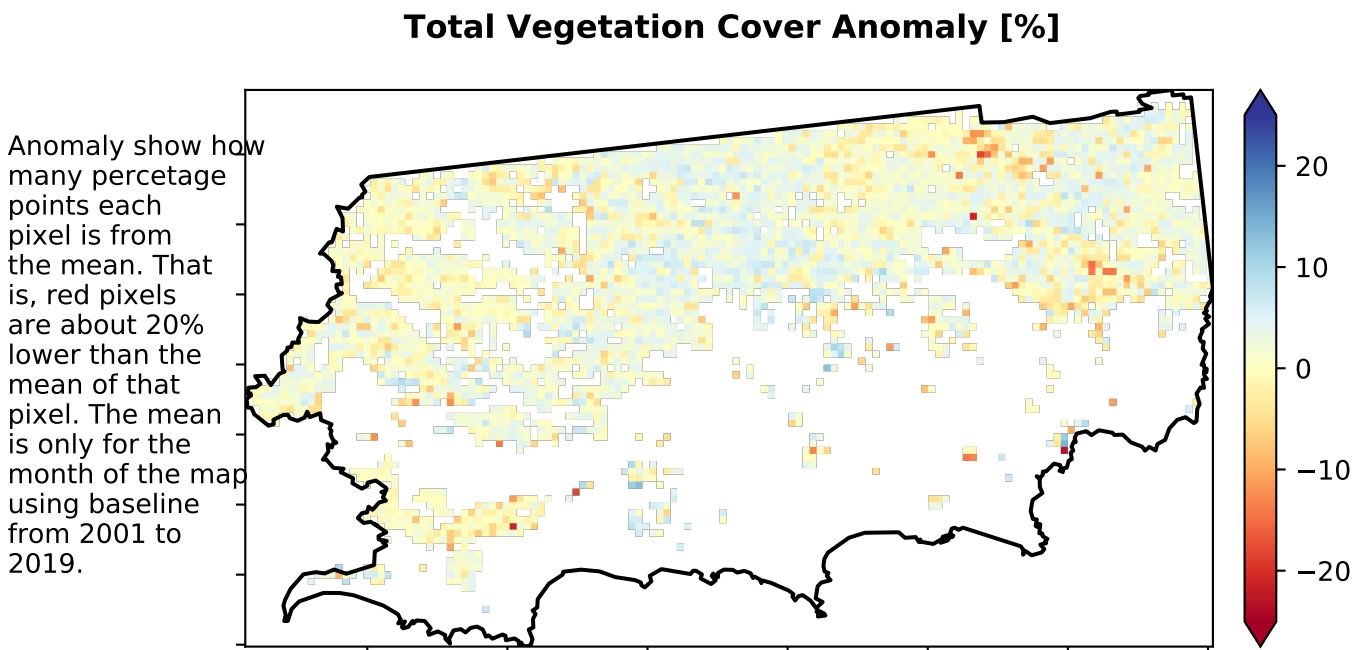 Total Vegetation Cover Anomaly [%]
Anomaly show how
many percetage
points each
pixel is from
the mean. That
is, red pixels
are about 20%
lower than the
mean of that
pixel. The mean
is only for the
month of the map
using baseline
from 2001 to
2019.
20
10
0
−10
−20